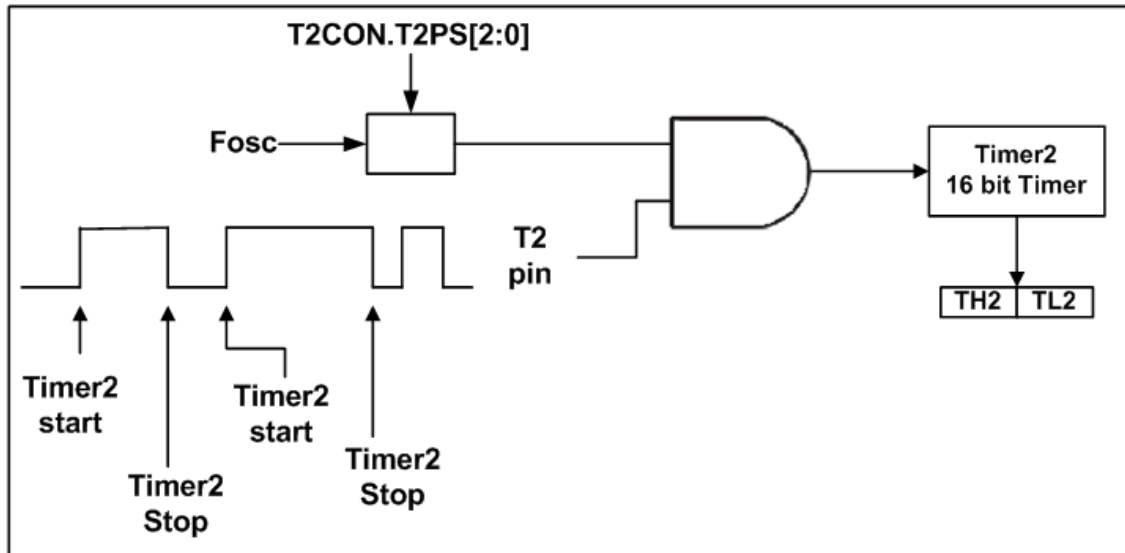 T2CON.T2PS[2:0]
Fosc
Timer2
16 bit Timer
T2
pin
TH2 TL2
Timer2
start
Timer2
start
Timer2
Stop
Timer2
Stop